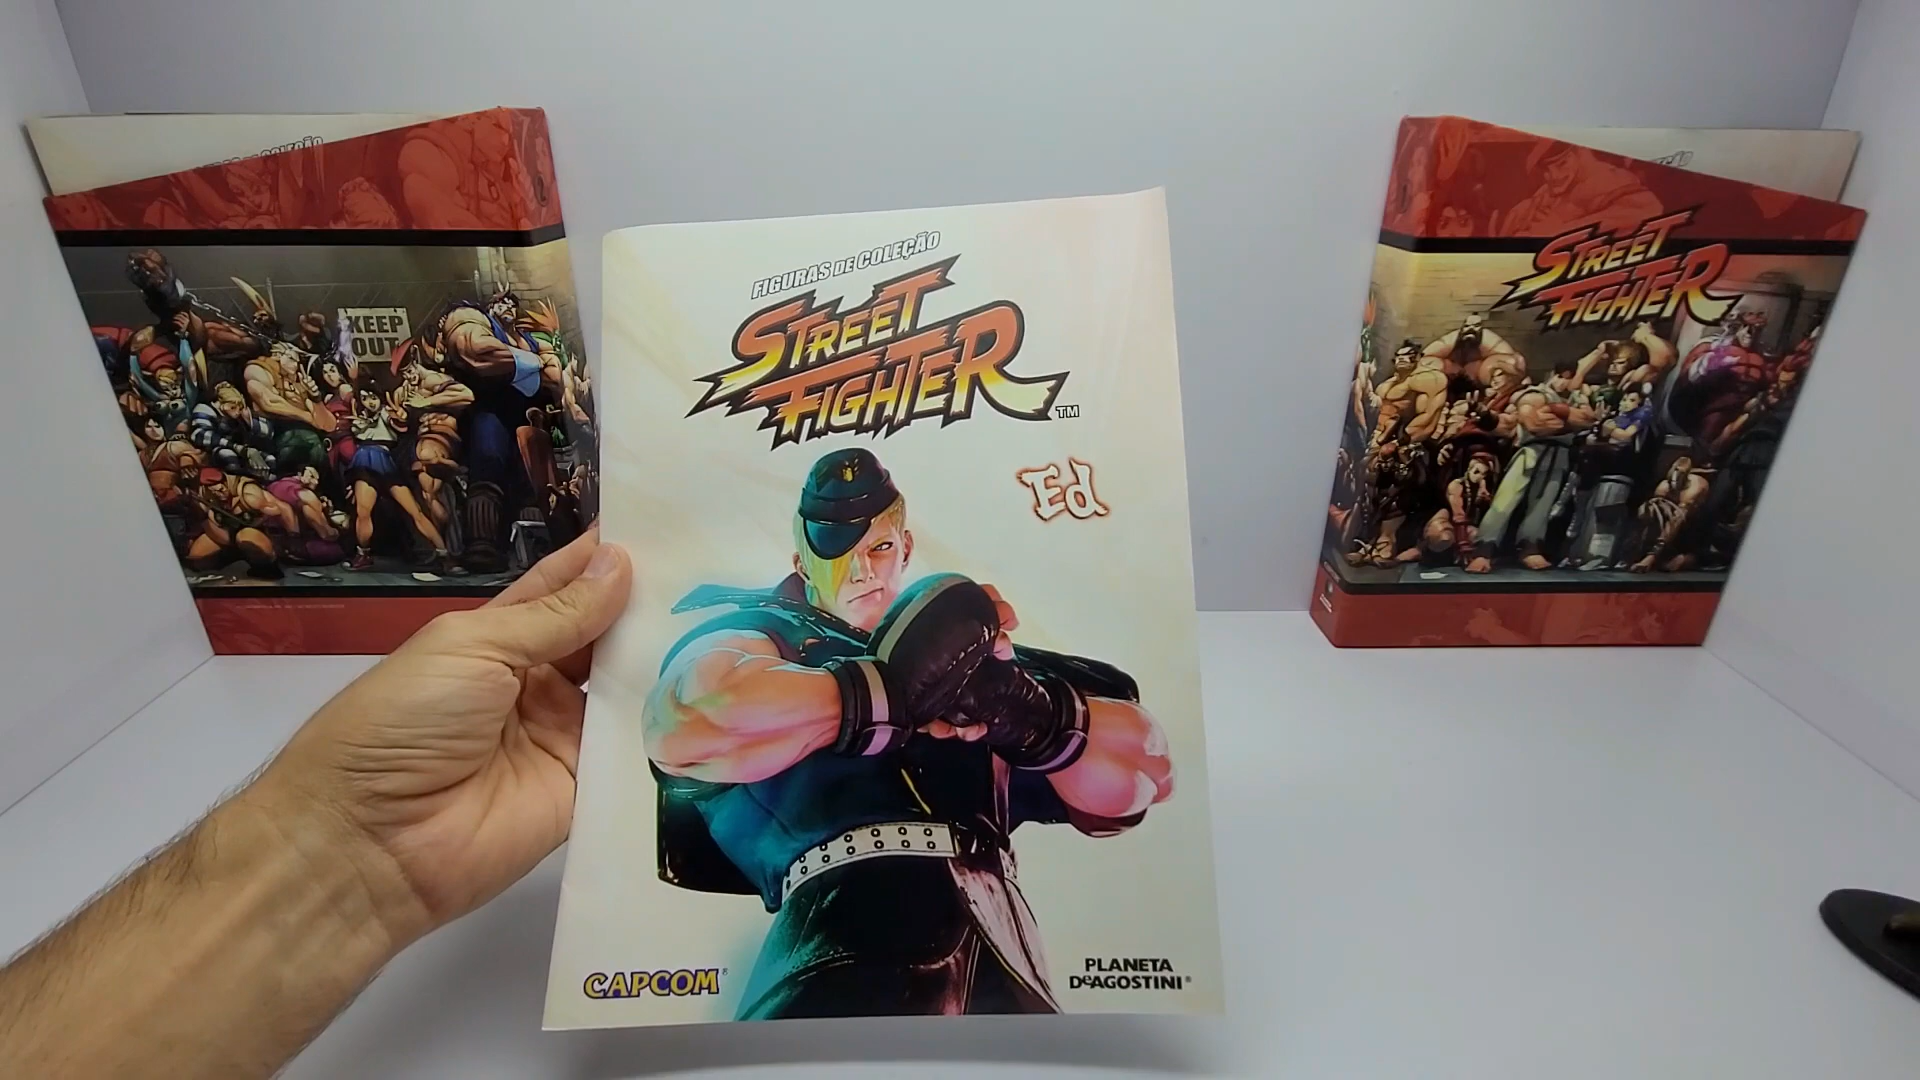 KEEP
OUT
FIGURAS DE COLEÇÃO
STREET
FIGHTER
TM
Ed
CAPCOM®
PLANETA
DeAGOSTINI®
STREET
FIGHTER